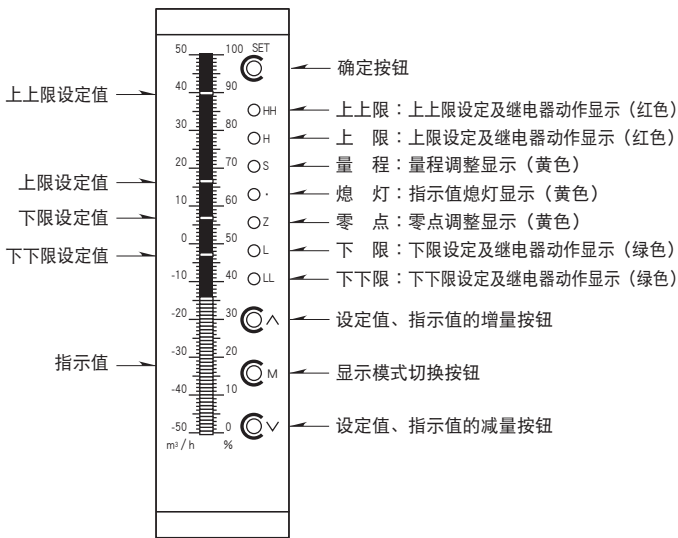 50 100 SET
确定按钮
上上限设定值
40 90
HH 上上限：上上限设定及继电器动作显示（红色）
30 80 H 上　限：上限设定及继电器动作显示（红色）
20 70 S 量　程：量程调整显示（黄色）
上限设定值
10 60 · 熄　灯：指示值熄灯显示（黄色）
下限设定值
Z 零　点：零点调整显示（黄色）
0 50 L 下　限：下限设定及继电器动作显示（绿色）
下下限设定值
-10 40 LL 下下限：下下限设定及继电器动作显示（绿色）
-20 30 ∧ 设定值、指示值的增量按钮
-30 20
指示值
M 显示模式切换按钮
-40 10
-50 0 ∨ 设定值、指示值的减量按钮
m³/h %